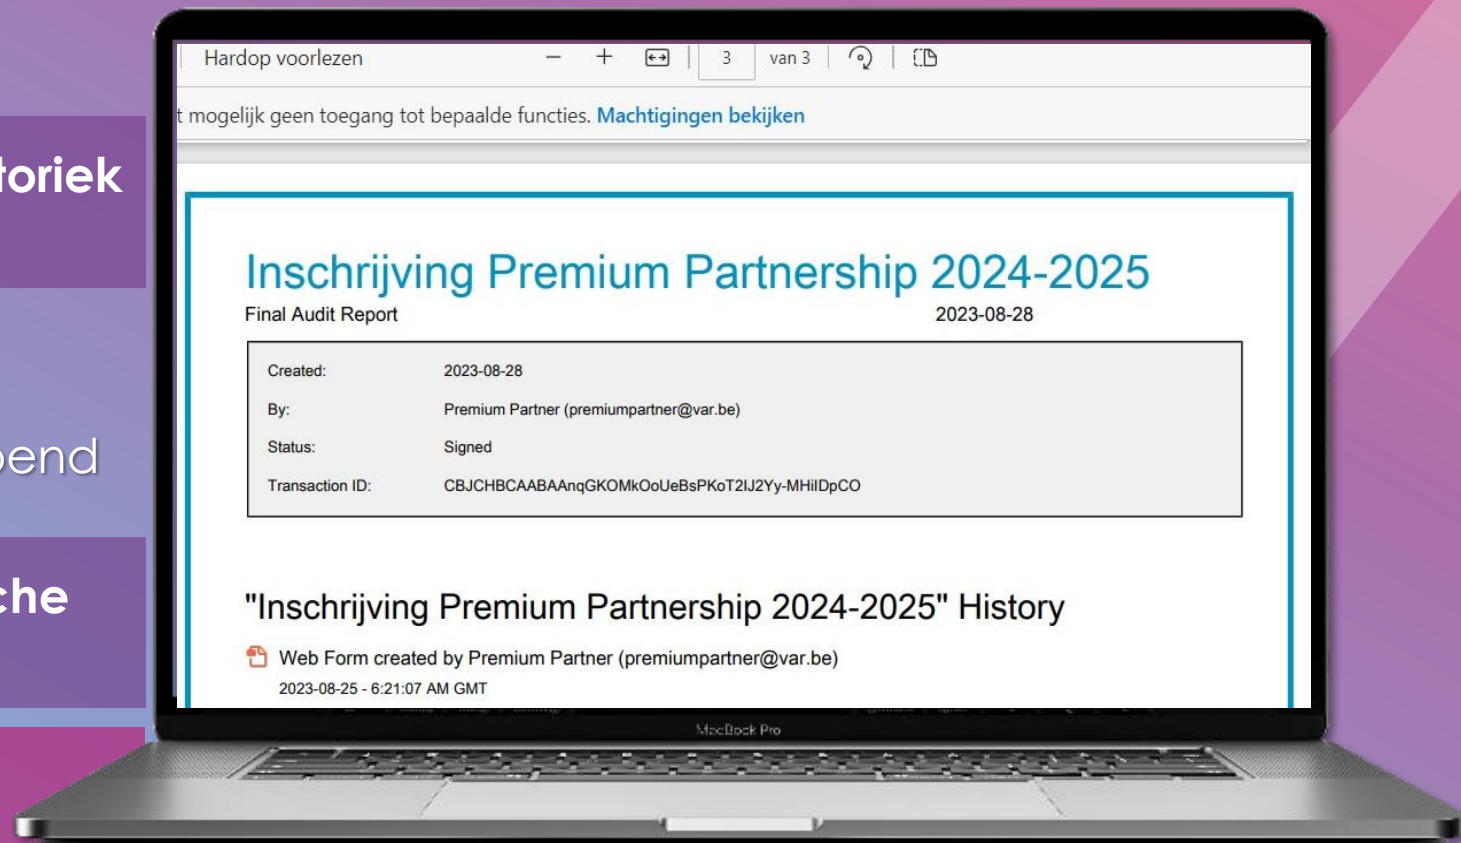 Hardop voorlezen 3 van 3
t mogelijk geen toegang tot bepaalde functies. Machtigingen bekijken
toriek
Inschrijving Premium Partnership 2024-2025
Final Audit Report 2023-08-28
Created: 2023-08-28
By: Premium Partner (premiumpartner@var.be)
pend
Status: Signed
Transaction ID: CBJCHBCAABAAnqGKOMkOoUeBsPKoT2IJ2Yy-MHiIDpCO
che
"Inschrijving Premium Partnership 2024-2025" History
Web Form created by Premium Partner (premiumpartner@var.be)
2023-08-25 - 6:21:07 AM GMT
MacBook Pro